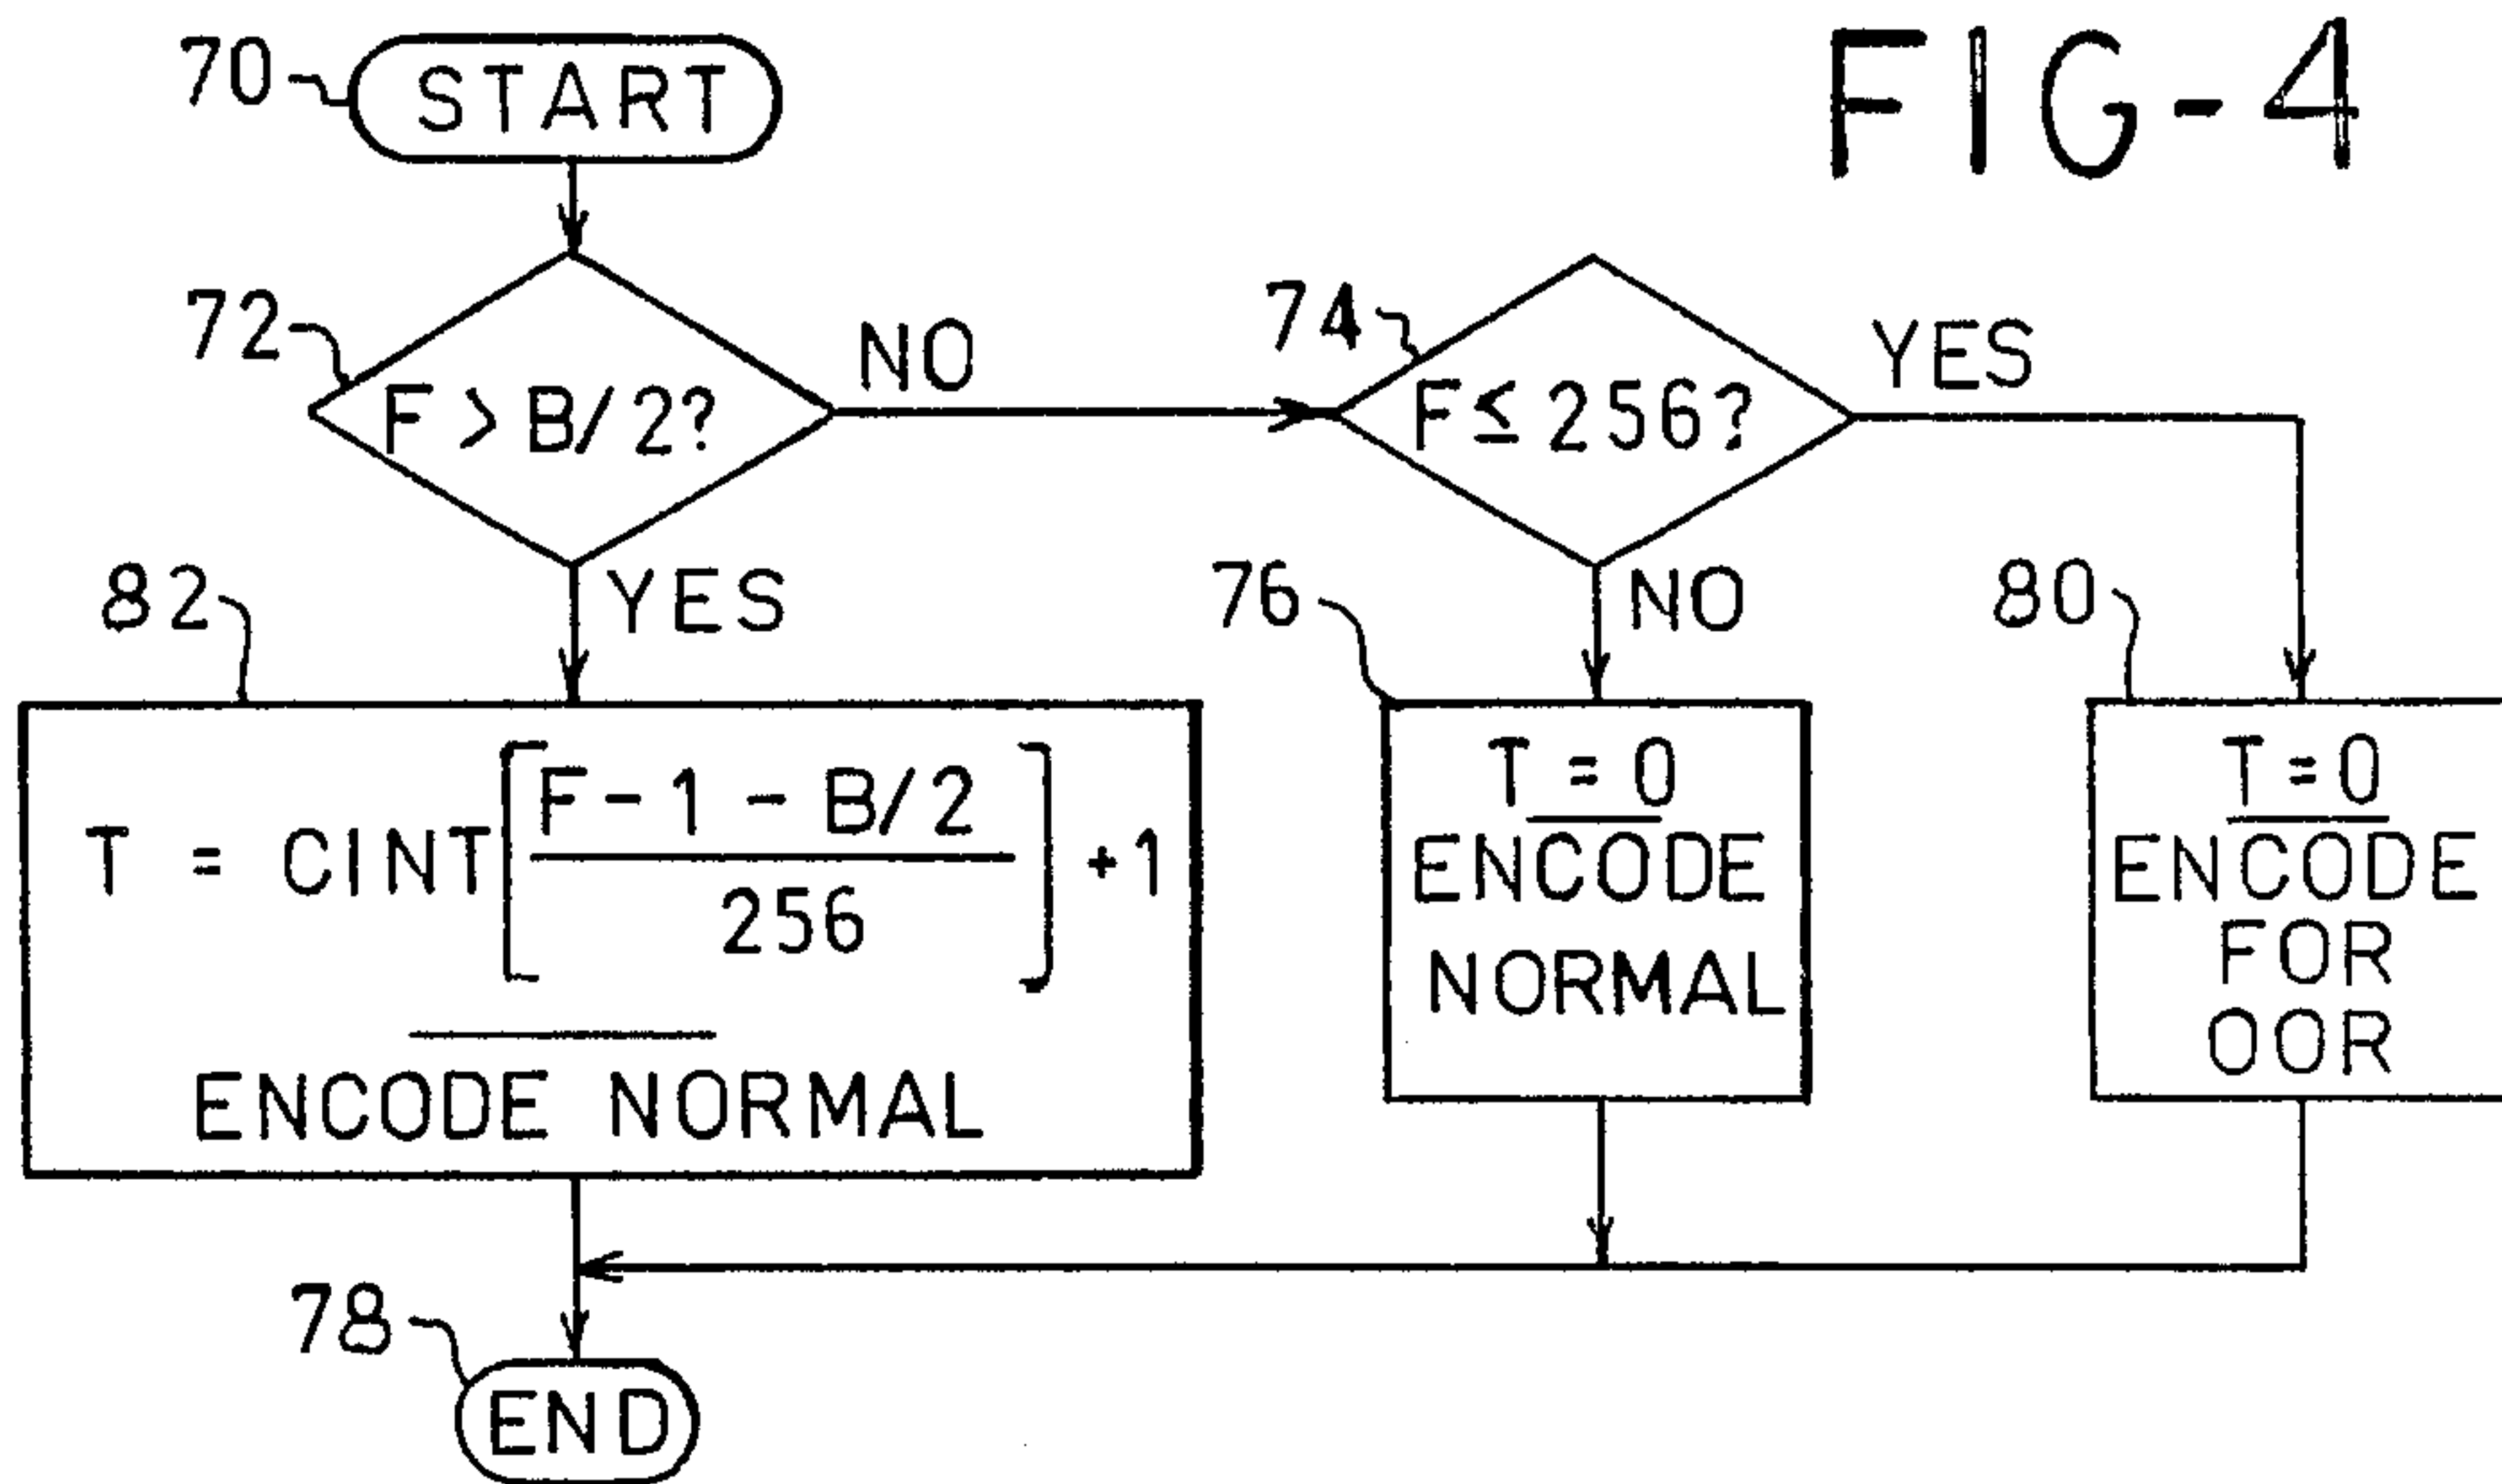 FIG-4
70
START
72
F > B/2?
NO
74
F ≤ 256?
YES
82
YES
76
NO
80
T = CINT[(F - 1 - B/2) / 256] + 1
ENCODE NORMAL
T = 0
ENCODE
NORMAL
T = 0
ENCODE
FOR
OOR
78
END